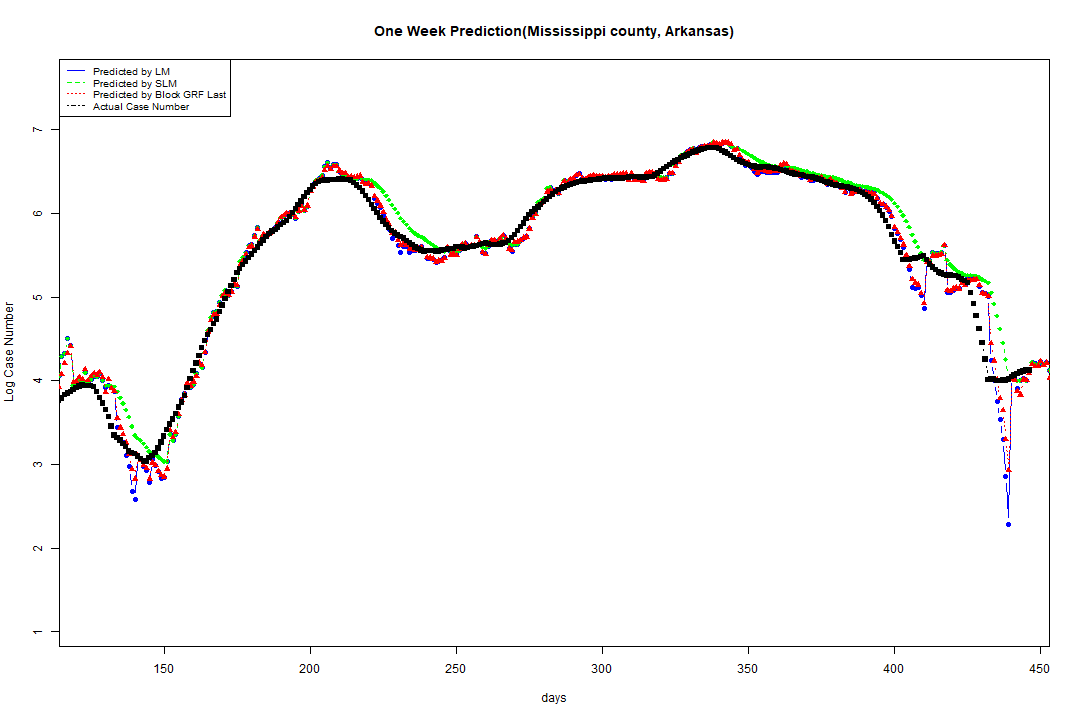 One Week Prediction(Mississippi county, Arkansas)
Predicted by LM
Predicted by SLM
Predicted by Block GRF Last
Actual Case Number
Log Case Number
7
6
5
4
3
2
1
150 200 250 300 350 400 450
days